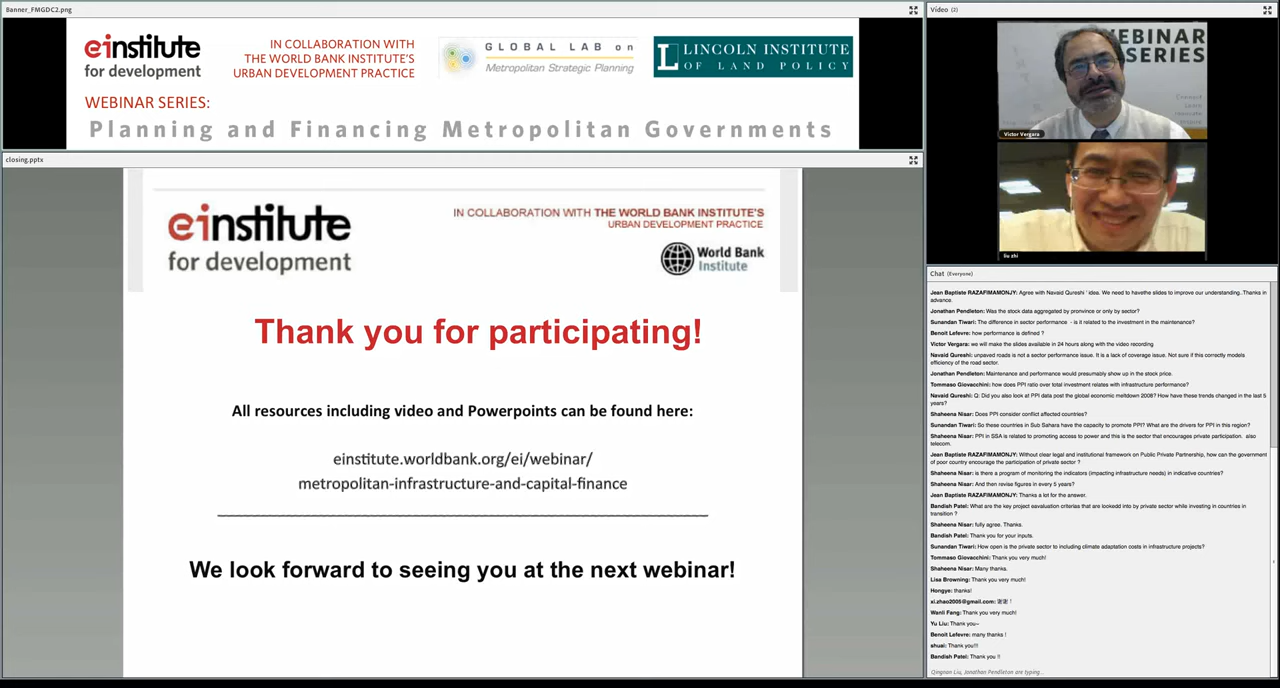 Banner_FMGDC2.png
einstitute
for development
IN COLLABORATION WITH
THE WORLD BANK INSTITUTE'S
URBAN DEVELOPMENT PRACTICE
GLOBAL LAB on
Metropolitan Strategic Planning
LINCOLN INSTITUTE
OF LAND POLICY
WEBINAR SERIES:
Planning and Financing Metropolitan Governments
closing.pptx
einstitute
for development
IN COLLABORATION WITH THE WORLD BANK INSTITUTE'S
URBAN DEVELOPMENT PRACTICE
World Bank
Institute
Thank you for participating!
All resources including video and Powerpoints can be found here:
einstitute.worldbank.org/ei/webinar/
metropolitan-infrastructure-and-capital-finance
We look forward to seeing you at the next webinar!
Video (2)
WEBINAR
SERIES
Victor Vergara
liu zhi
Chat (Everyone)
Jean Baptiste RAZAFIMAMONJY: Agree with Navaid Qureshi ' idea. We need to havethe slides to improve our understanding..Thanks in
advance.
Jonathan Pendleton: Was the stock data aggregated by provnince or only by sector?
Sunandan Tiwari: The difference in sector performance - is it related to the investment in the maintenance?
Benoit Lefevre: how performance is defined ?
Victor Vergara: we will make the slides available in 24 hours along with the video recording
Navaid Qureshi: unpaved roads is not a sector performance issue. It is a lack of coverage issue. Not sure if this correctly models
efficiency of the road sector.
Jonathan Pendleton: Maintenance and performance would presumably show up in the stock price.
Tommaso Giovacchini: how does PPI ratio over total investment relates with infrastructure performance?
Navaid Qureshi: Q: Did you also look at PPI data post the global economic meltdown 2008? How have these trends changed in the last 5
years?
Shaheena Nisar: Does PPI consider conflict affected countries?
Sunandan Tiwari: So these countries in Sub Sahara have the capacity to promote PPI? What are the drivers for PPI in this region?
Shaheena Nisar: PPI in SSA is related to promoting access to power and this is the sector that encourages private participation. also
telecom.
Jean Baptiste RAZAFIMAMONJY: Without clear legal and institutional framework on Public Private Partnership, how can the government
of poor country encourage the participation of private sector ?
Shaheena Nisar: is there a program of monitoring the indicators (impacting infrastructure needs) in indicative countries?
Shaheena Nisar: And then revise figures in every 5 years?
Jean Baptiste RAZAFIMAMONJY: Thanks a lot for the answer.
Bandish Patel: What are the key project eavaluation criterias that are lookedd into by private sector while investing in countries in
transition ?
Shaheena Nisar: fully agree. Thanks.
Bandish Patel: Thank you for your inputs.
Sunandan Tiwari: How open is the private sector to including climate adaptation costs in infrastructure projects?
Tommaso Giovacchini: Thank you very much!
Shaheena Nisar: Many thanks.
Lisa Browning: Thank you very much!
Hongye: thanks!
xi.zhao2005@gmail.com: 谢谢！
Wanli Fang: Thank you very much!
Yu Liu: Thank you~
Benoit Lefevre: many thanks !
shuai: Thank you!!!
Bandish Patel: Thank you !!
Qingnan Liu, Jonathan Pendleton are typing...